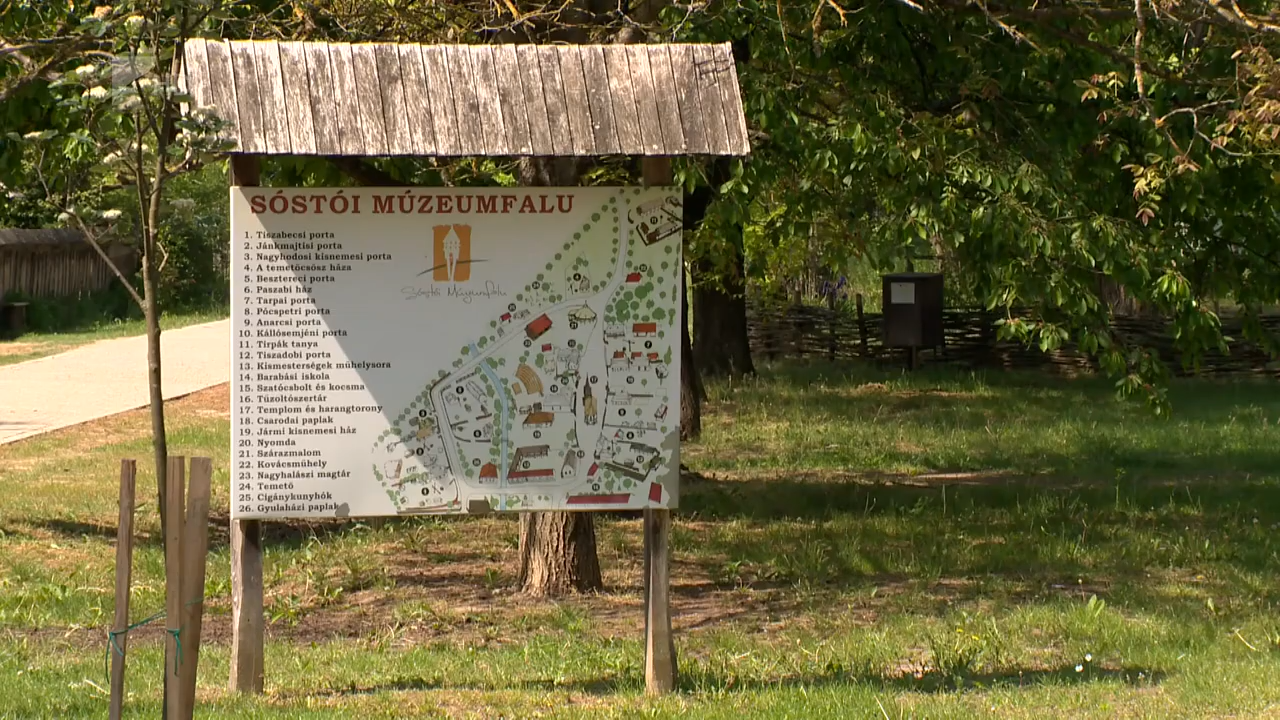 SÓSTÓI MÚZEUMFALU
1. Tiszabecsi porta
2. Jánkmajtisi porta
3. Nagyhodosi kisnemesi porta
4. A temetőcsősz háza
5. Besztereci porta
6. Paszabi ház
7. Tarpai porta
8. Pócspetri porta
9. Anarcsi porta
10. Kállósemjéni porta
11. Tirpák tanya
12. Tiszadobi porta
13. Kismesterségek műhelysora
14. Barabási iskola
15. Szatócsbolt és kocsma
16. Tűzoltószertár
17. Templom és harangtorony
18. Csarodai paplak
19. Jármi kisnemesi ház
20. Nyomda
21. Szárazmalom
22. Kovácsműhely
23. Nagyhalászi magtár
24. Temető
25. Cigánykunyhók
26. Gyulaházi paplak
Sóstói Múzeumfalu